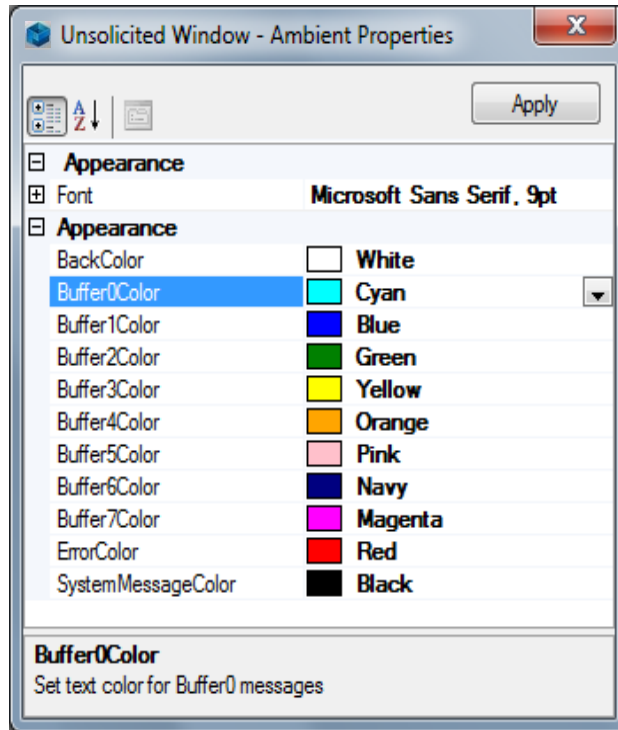 Unsolicited Window - Ambient Properties
X
A
Z
Apply
Appearance
Font Microsoft Sans Serif, 9pt
Appearance
BackColor White
Buffer0Color Cyan
Buffer1Color Blue
Buffer2Color Green
Buffer3Color Yellow
Buffer4Color Orange
Buffer5Color Pink
Buffer6Color Navy
Buffer7Color Magenta
ErrorColor Red
SystemMessageColor Black
Buffer0Color
Set text color for Buffer0 messages